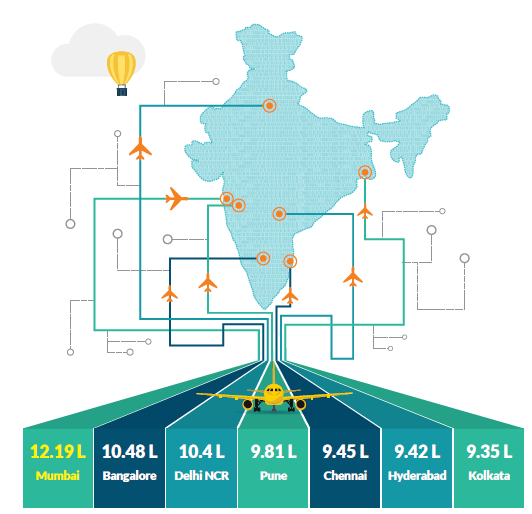 12.19 L
Mumbai
10.48 L
Bangalore
10.4 L
Delhi NCR
9.81 L
Pune
9.45 L
Chennai
9.42 L
Hyderabad
9.35 L
Kolkata